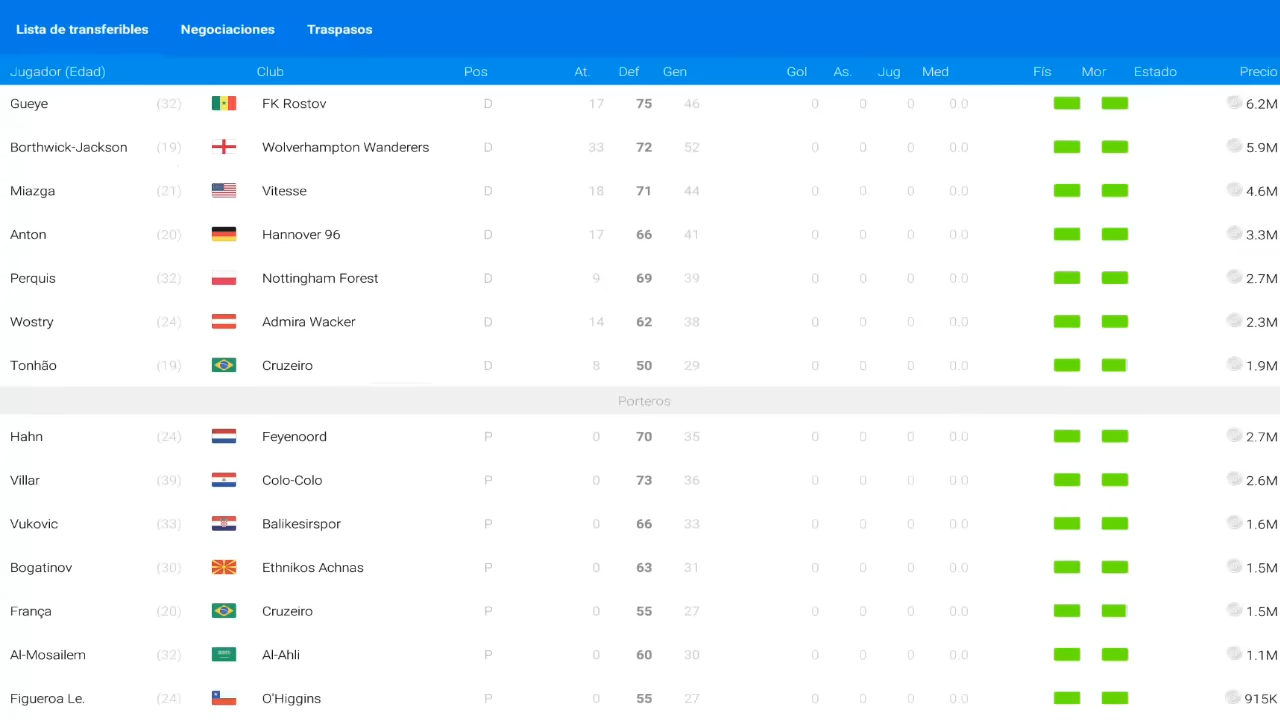 Lista de transferibles Negociaciones Traspasos
Jugador (Edad) Club Pos At. Def Gen Gol As. Jug Med Fís Mor Estado Precio
Gueye (32) FK Rostov D 17 75 46 0 0 0 0.0 6.2M
Borthwick-Jackson (19) Wolverhampton Wanderers D 33 72 52 0 0 0 0.0 5.9M
Miazga (21) Vitesse D 18 71 44 0 0 0 0.0 4.6M
Anton (20) Hannover 96 D 17 66 41 0 0 0 0.0 3.3M
Perquis (32) Nottingham Forest D 9 69 39 0 0 0 0.0 2.7M
Wostry (24) Admira Wacker D 14 62 38 0 0 0 0.0 2.3M
Tonhão (19) Cruzeiro D 8 50 29 0 0 0 0.0 1.9M
Porteros
Hahn (24) Feyenoord P 0 70 35 0 0 0 0.0 2.7M
Villar (39) Colo-Colo P 0 73 36 0 0 0 0.0 2.6M
Vukovic (33) Balikesirspor P 0 66 33 0 0 0 0.0 1.6M
Bogatinov (30) Ethnikos Achnas P 0 63 31 0 0 0 0.0 1.5M
França (20) Cruzeiro P 0 55 27 0 0 0 0.0 1.5M
Al-Mosailem (32) Al-Ahli P 0 60 30 0 0 0 0.0 1.1M
Figueroa Le. (24) O'Higgins P 0 55 27 0 0 0 0.0 915K